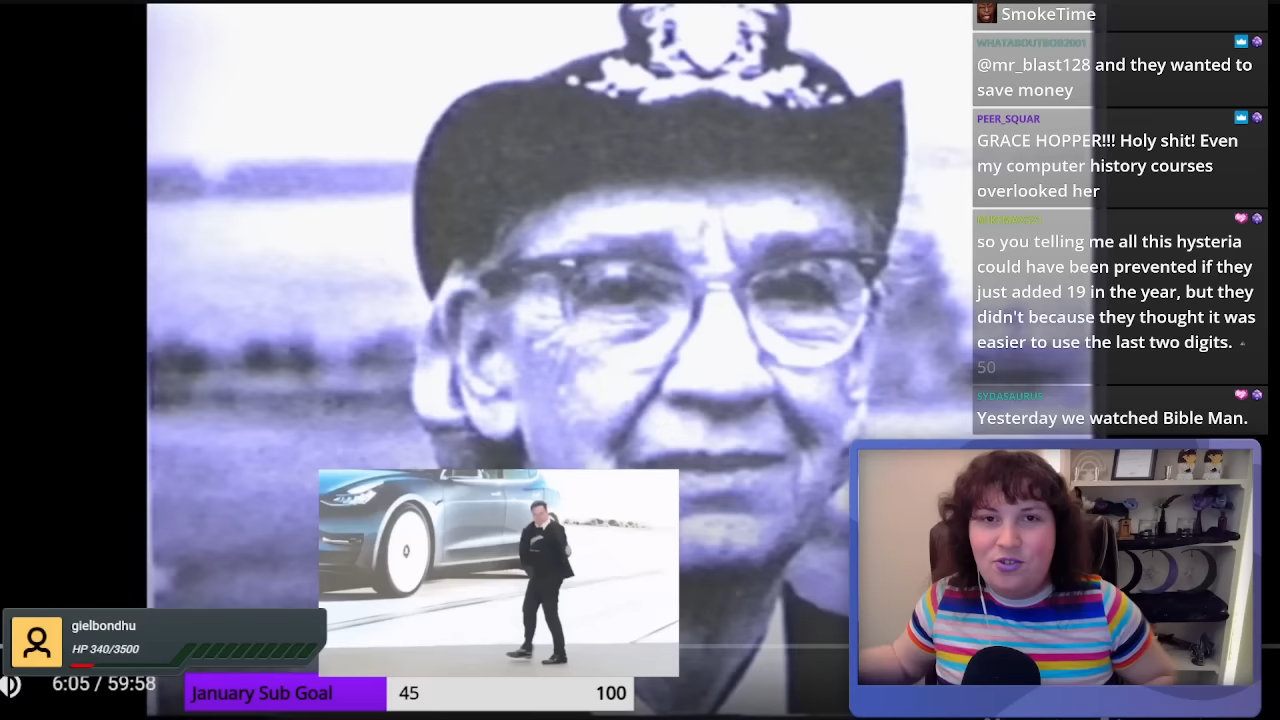 SmokeTime
WHATABOUTBOB2001
@mr_blast128 and they wanted to
save money
PEER_SQUAR
GRACE HOPPER!!! Holy shit! Even
my computer history courses
overlooked her
so you telling me all this hysteria
could have been prevented if they
just added 19 in the year, but they
didn't because they thought it was
easier to use the last two digits.
50
SYDASAURUS
Yesterday we watched Bible Man.
gielbondhu
HP 340/3500
6:05 / 59:58
January Sub Goal 45 100